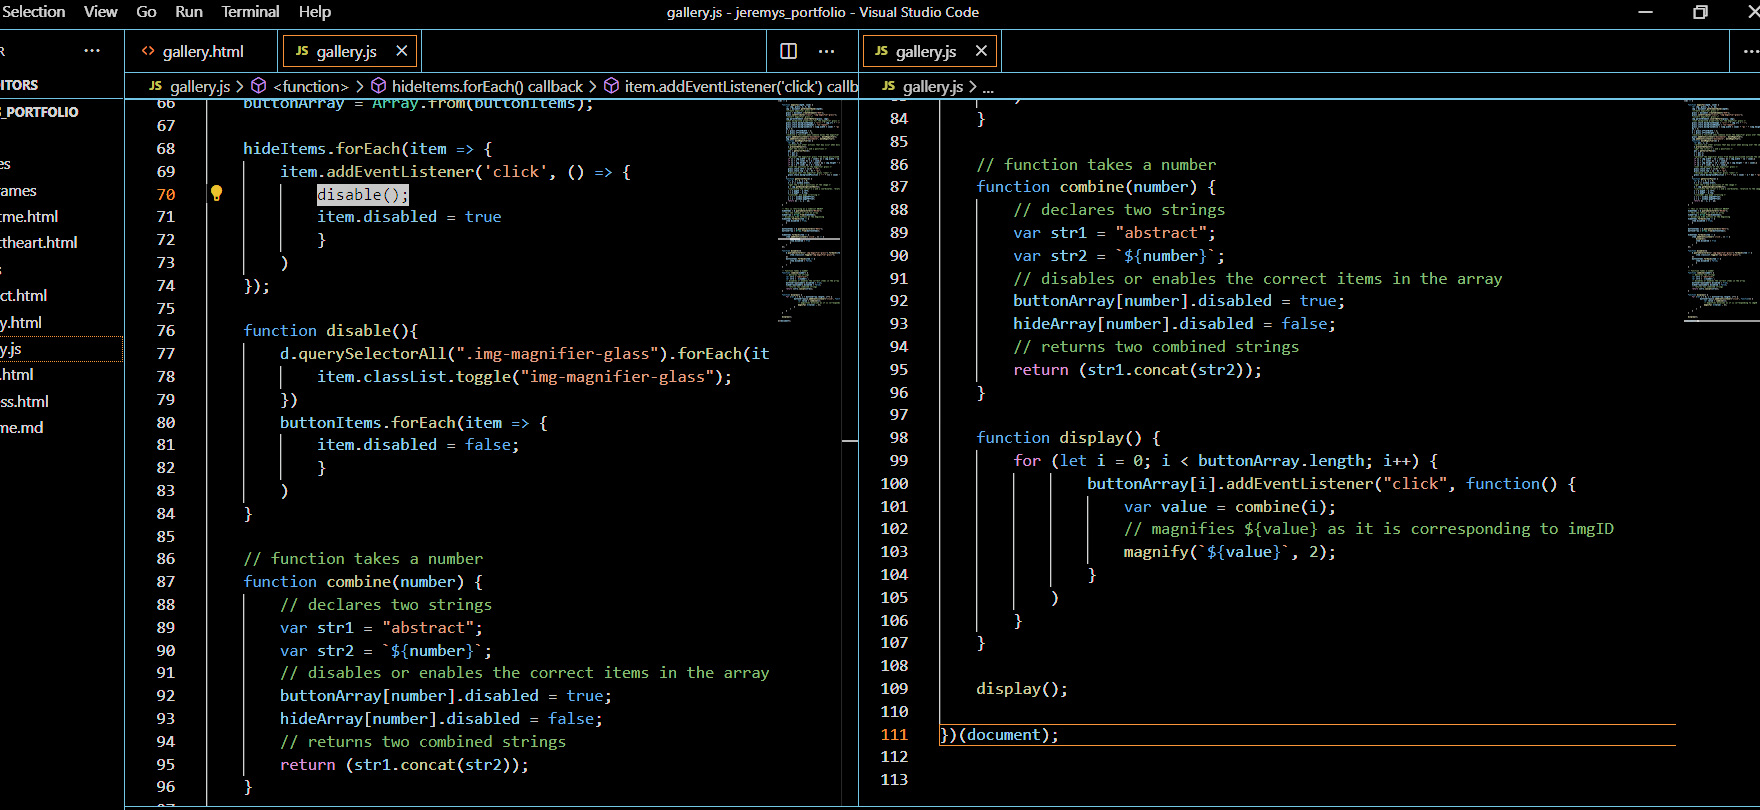 Selection View Go Run Terminal Help
gallery.js - jeremys_portfolio - Visual Studio Code
R ...
ITORS
S_PORTFOLIO
es
rames
tme.html
ttheart.html
s
ct.html
y.html
y.js
.html
ss.html
me.md
<> gallery.html
JS gallery.js
...
JS gallery.js > <function> > hideItems.forEach() callback > item.addEventListener('click') callb
66 buttonArray = Array.from(buttonItems);
67
68 hideItems.forEach(item => {
69 item.addEventListener('click', () => {
70 disable();
71 item.disabled = true
72 }
73 )
74 });
75
76 function disable(){
77 d.querySelectorAll(".img-magnifier-glass").forEach(it
78 item.classList.toggle("img-magnifier-glass");
79 })
80 buttonItems.forEach(item => {
81 item.disabled = false;
82 }
83 )
84 }
85
86 // function takes a number
87 function combine(number) {
88 // declares two strings
89 var str1 = "abstract";
90 var str2 = `${number}`;
91 // disables or enables the correct items in the array
92 buttonArray[number].disabled = true;
93 hideArray[number].disabled = false;
94 // returns two combined strings
95 return (str1.concat(str2));
96 }
JS gallery.js
...
JS gallery.js > ...
84 }
85
86 // function takes a number
87 function combine(number) {
88 // declares two strings
89 var str1 = "abstract";
90 var str2 = `${number}`;
91 // disables or enables the correct items in the array
92 buttonArray[number].disabled = true;
93 hideArray[number].disabled = false;
94 // returns two combined strings
95 return (str1.concat(str2));
96 }
97
98 function display() {
99 for (let i = 0; i < buttonArray.length; i++) {
100 buttonArray[i].addEventListener("click", function() {
101 var value = combine(i);
102 // magnifies ${value} as it is corresponding to imgID
103 magnify(`${value}`, 2);
104 }
105 )
106 }
107 }
108
109 display();
110
111 })(document);
112
113